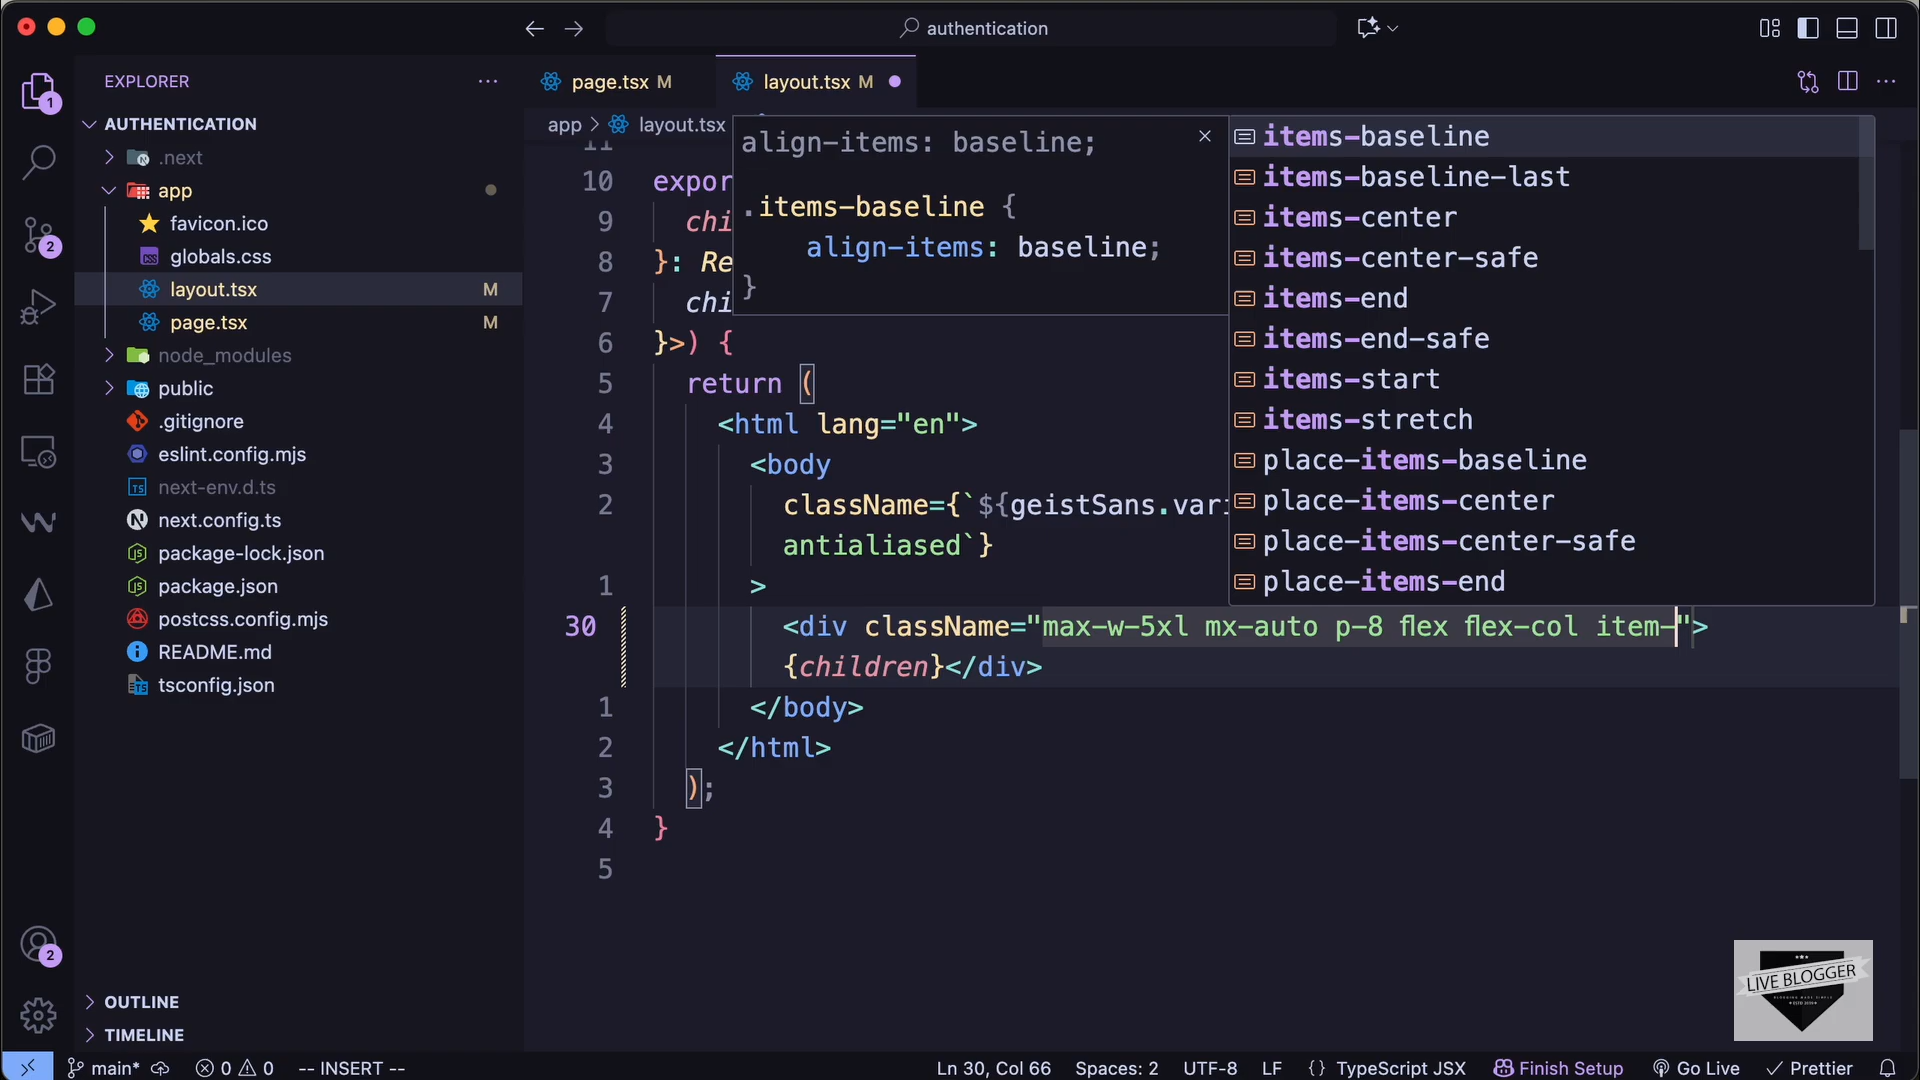 authentication
EXPLORER
page.tsx M
layout.tsx M
AUTHENTICATION
.next
app
favicon.ico
globals.css
layout.tsx M
page.tsx M
node_modules
public
.gitignore
eslint.config.mjs
next-env.d.ts
next.config.ts
package-lock.json
package.json
postcss.config.mjs
README.md
tsconfig.json
OUTLINE
TIMELINE
1
2
2
app > layout.tsx
11
10 expor
9 chi
8 }: Re
7 chi
6 }>) {
5 return (
4 <html lang="en">
3 <body
2 className={`${geistSans.vari
antialiased`}
1 >
30 <div className="max-w-5xl mx-auto p-8 flex flex-col item-">
{children}</div>
1 </body>
2 </html>
3 );
4 }
5
align-items: baseline;
.items-baseline {
align-items: baseline;
}
items-baseline
items-baseline-last
items-center
items-center-safe
items-end
items-end-safe
items-start
items-stretch
place-items-baseline
place-items-center
place-items-center-safe
place-items-end
LIVE BLOGGER
main* 0 0 -- INSERT -- Ln 30, Col 66 Spaces: 2 UTF-8 LF {} TypeScript JSX Finish Setup Go Live Prettier